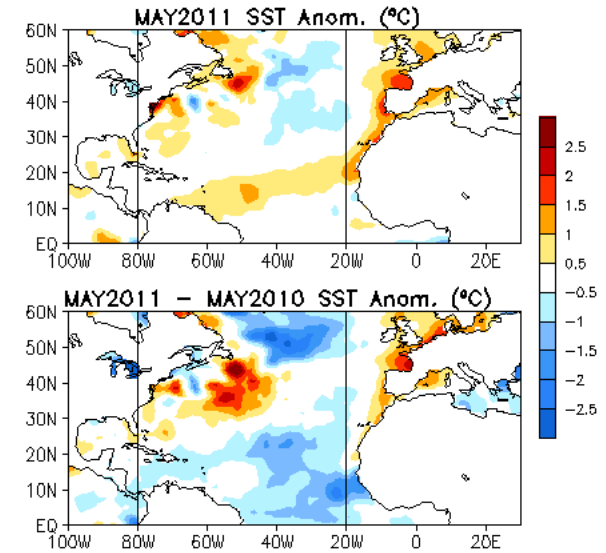 MAY2011 SST Anom. (°C)
60N
50N
40N
30N
20N
10N
EQ
100W 80W 60W 40W 20W 0 20E
MAY2011 – MAY2010 SST Anom. (°C)
60N
50N
40N
30N
20N
10N
EQ
100W 80W 60W 40W 20W 0 20E
2.5
2
1.5
1
0.5
−0.5
−1
−1.5
−2
−2.5